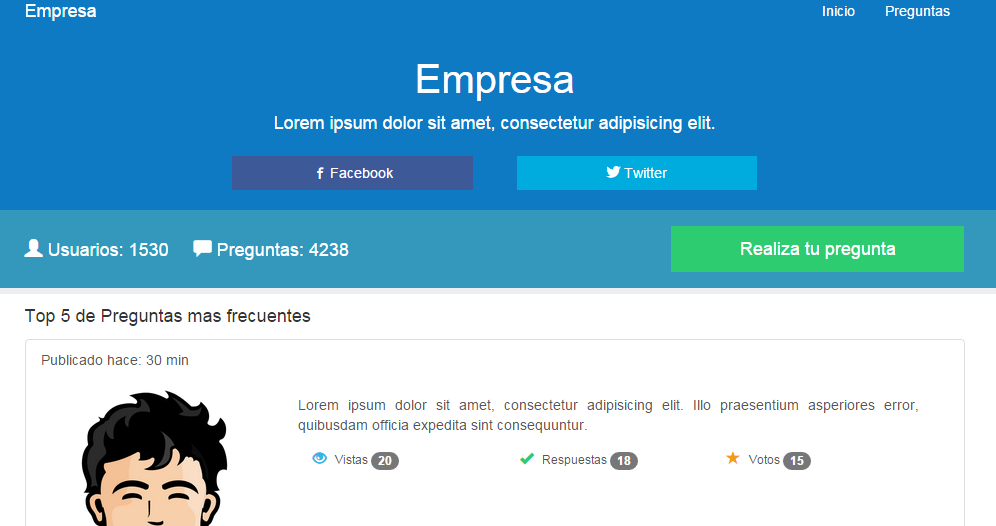 Empresa
Inicio Preguntas
Empresa
Lorem ipsum dolor sit amet, consectetur adipisicing elit.
Facebook
Twitter
Usuarios: 1530 Preguntas: 4238
Realiza tu pregunta
Top 5 de Preguntas mas frecuentes
Publicado hace: 30 min
Lorem ipsum dolor sit amet, consectetur adipisicing elit. Illo praesentium asperiores error,
quibusdam officia expedita sint consequuntur.
Vistas 20 Respuestas 18 Votos 15